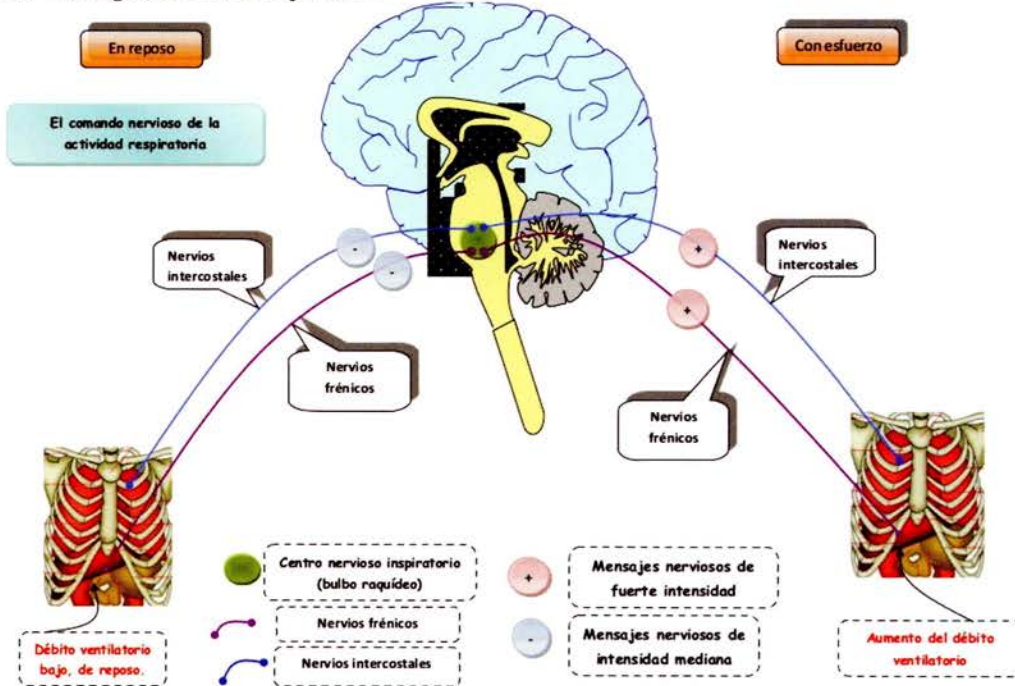 En reposo
Con esfuerzo
El comando nervioso de la
actividad respiratoria
Nervios
intercostales
Nervios
intercostales
Nervios
frénicos
Nervios
frénicos
Centro nervioso inspiratorio
(bulbo raquídeo)
Mensajes nerviosos de
fuerte intensidad
Nervios frénicos
Nervios intercostales
Mensajes nerviosos de
intensidad mediana
Débito ventilatorio
bajo, de reposo.
Aumento del débito
ventilatorio
-
-
+
+
+
-